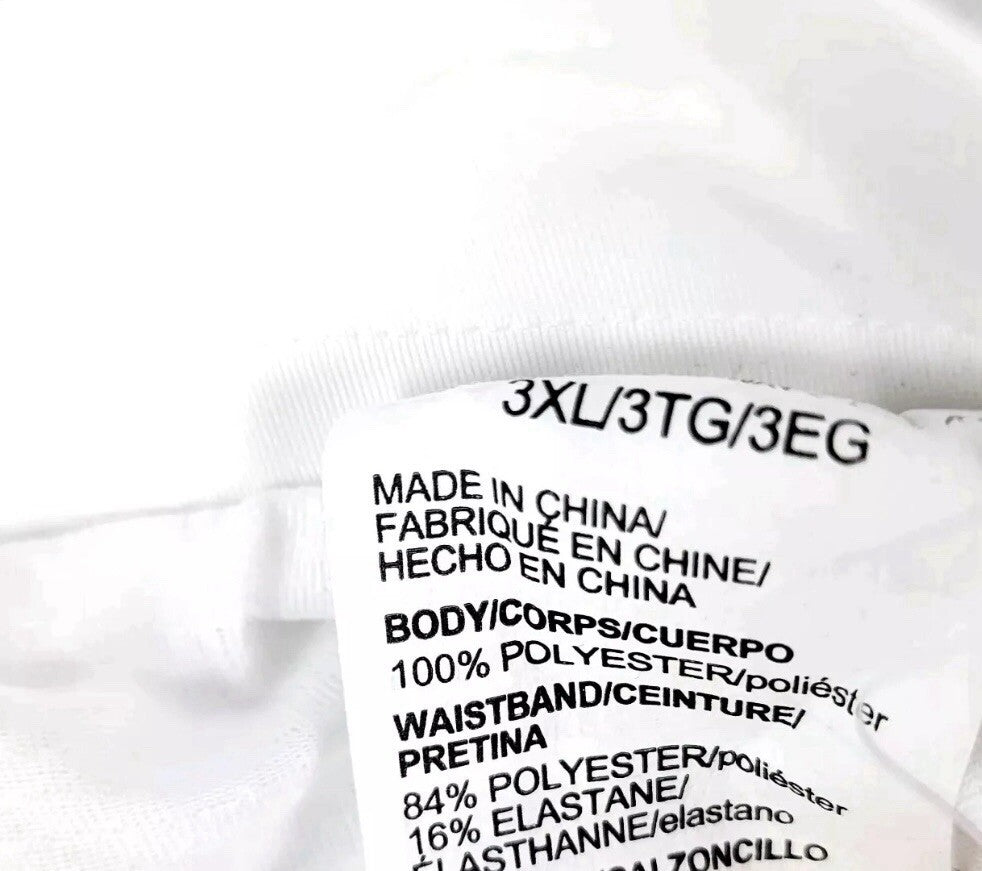 3XL/3TG/3EG
MADE IN CHINA/
FABRIQUÉ EN CHINE/
HECHO EN CHINA
BODY/CORPS/CUERPO
100% POLYESTER/poliéster
WAISTBAND/CEINTURE/
PRETINA
84% POLYESTER/poliéster
16% ELASTANE/
ÉLASTHANNE/elastano